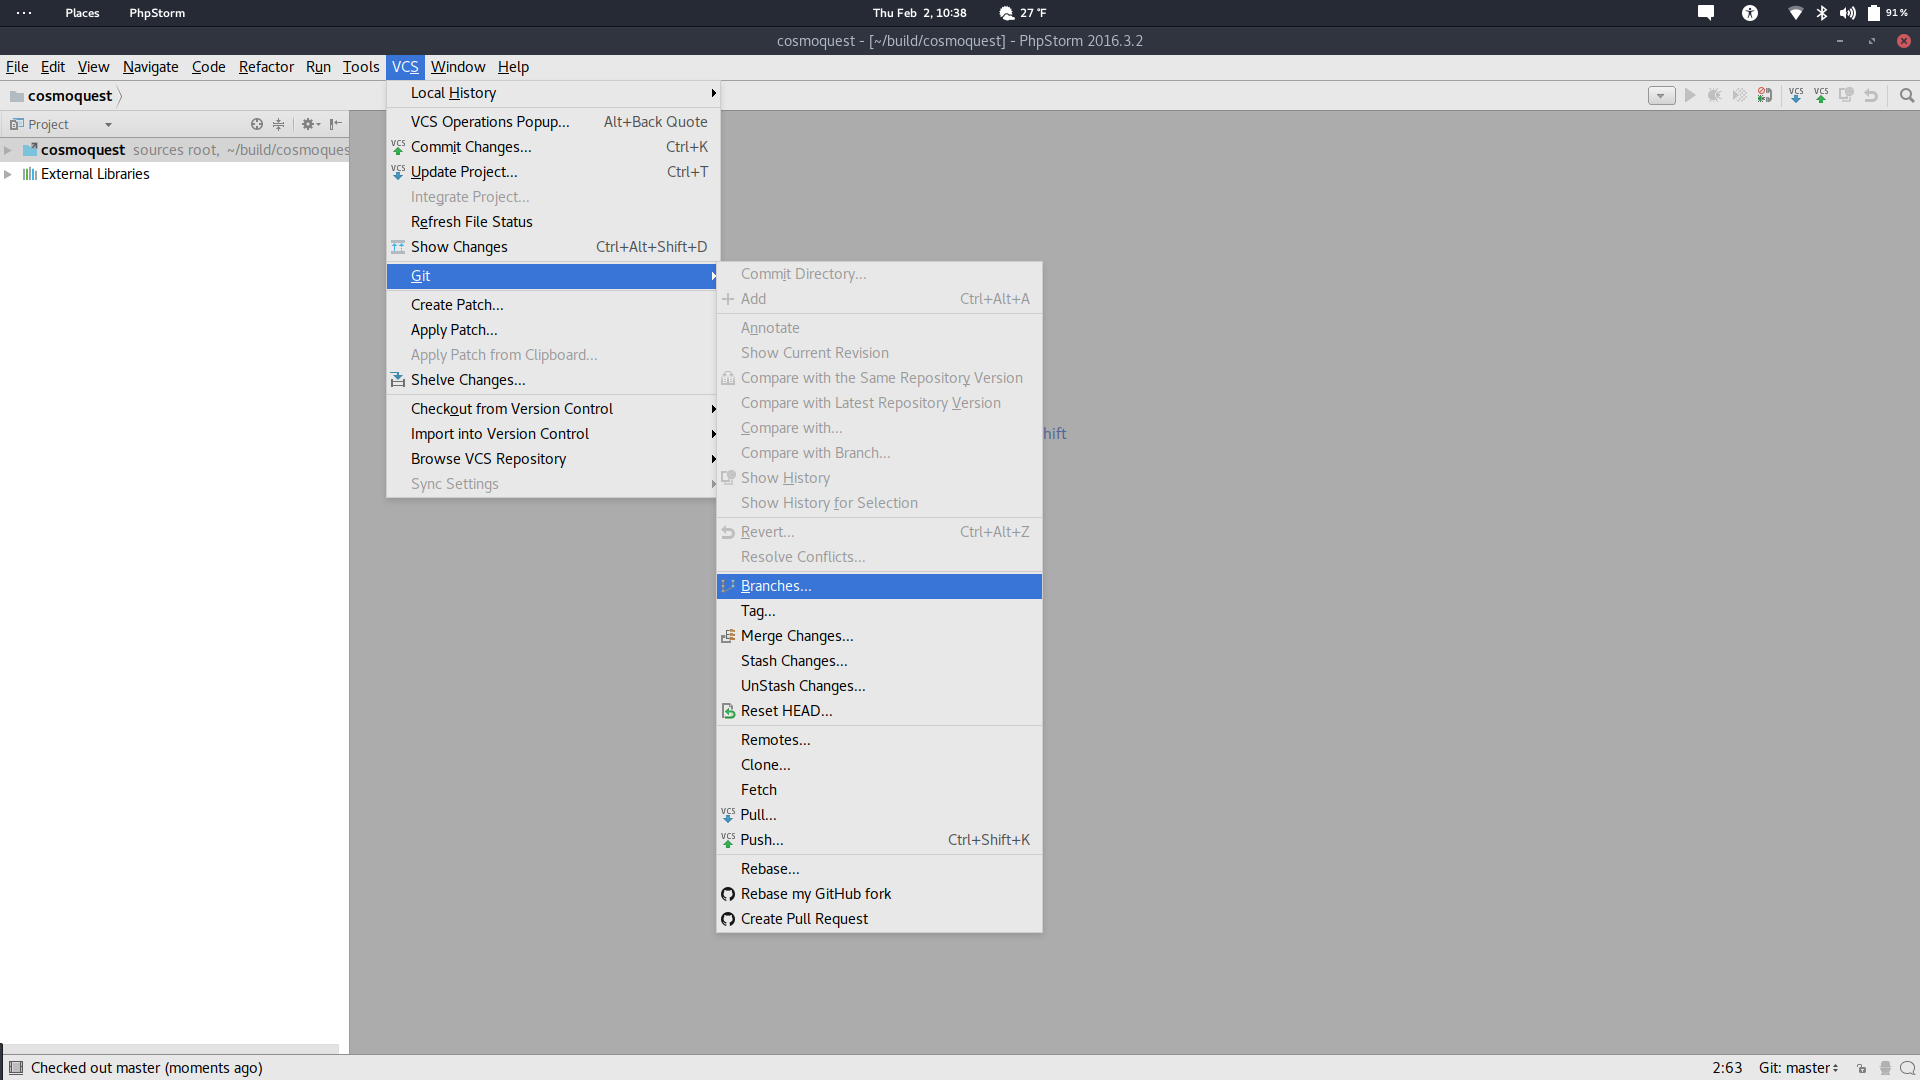 Places PhpStorm Thu Feb 2, 10:38 27 °F 91 %
cosmoquest - [~/build/cosmoquest] - PhpStorm 2016.3.2
File Edit View Navigate Code Refactor Run Tools VCS Window Help
cosmoquest
Project
cosmoquest sources root, ~/build/cosmoques
External Libraries
Local History
VCS Operations Popup... Alt+Back Quote
Commit Changes... Ctrl+K
Update Project... Ctrl+T
Integrate Project...
Refresh File Status
Show Changes Ctrl+Alt+Shift+D
Git
Create Patch...
Apply Patch...
Apply Patch from Clipboard...
Shelve Changes...
Checkout from Version Control
Import into Version Control
Browse VCS Repository
Sync Settings
Commit Directory...
Add Ctrl+Alt+A
Annotate
Show Current Revision
Compare with the Same Repository Version
Compare with Latest Repository Version
Compare with...
Compare with Branch...
Show History
Show History for Selection
Revert... Ctrl+Alt+Z
Resolve Conflicts...
Branches...
Tag...
Merge Changes...
Stash Changes...
UnStash Changes...
Reset HEAD...
Remotes...
Clone...
Fetch
VCS Pull...
VCS Push... Ctrl+Shift+K
Rebase...
Rebase my GitHub fork
Create Pull Request
hift
VCS VCS
Checked out master (moments ago) 2:63 Git: master